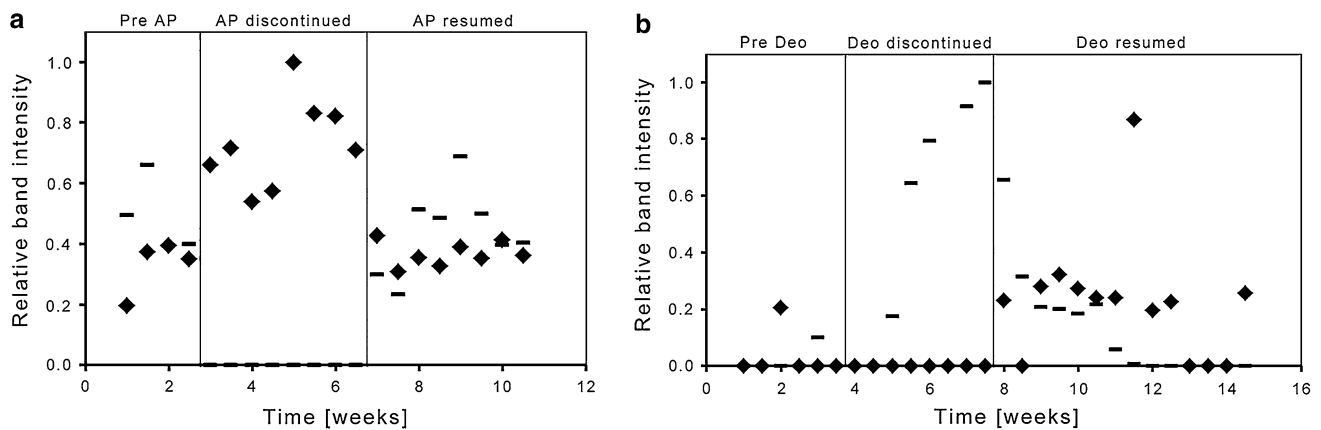 a
Pre AP AP discontinued AP resumed
Relative band intensity
1.0
0.8
0.6
0.4
0.2
0.0
0 2 4 6 8 10 12
Time [weeks]
b
Pre Deo Deo discontinued Deo resumed
Relative band intensity
1.0
0.8
0.6
0.4
0.2
0.0
0 2 4 6 8 10 12 14 16
Time [weeks]